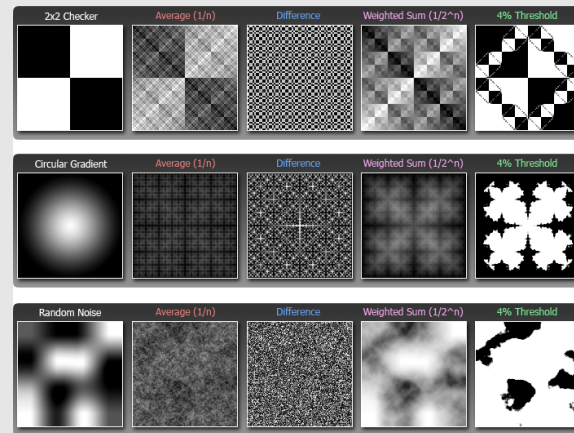 2x2 Checker Average (1/n) Difference Weighted Sum (1/2^n) 4% Threshold
Circular Gradient Average (1/n) Difference Weighted Sum (1/2^n) 4% Threshold
Random Noise Average (1/n) Difference Weighted Sum (1/2^n) 4% Threshold